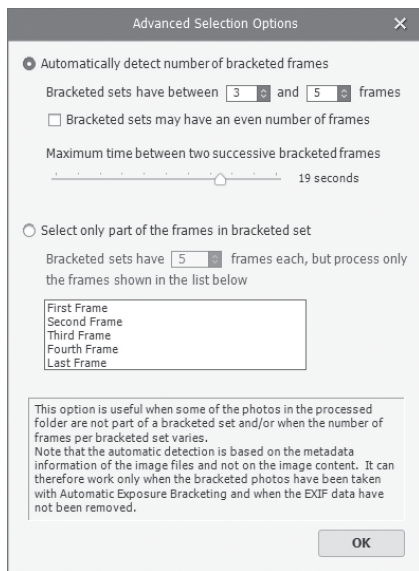 Advanced Selection Options
Automatically detect number of bracketed frames
Bracketed sets have between 3 and 5 frames
Bracketed sets may have an even number of frames
Maximum time between two successive bracketed frames
19 seconds
Select only part of the frames in bracketed set
Bracketed sets have 5 frames each, but process only
the frames shown in the list below
First Frame
Second Frame
Third Frame
Fourth Frame
Last Frame
This option is useful when some of the photos in the processed
folder are not part of a bracketed set and/or when the number of
frames per bracketed set varies.
Note that the automatic detection is based on the metadata
information of the image files and not on the image content. It can
therefore work only when the bracketed photos have been taken
with Automatic Exposure Bracketing and when the EXIF data have
not been removed.
OK